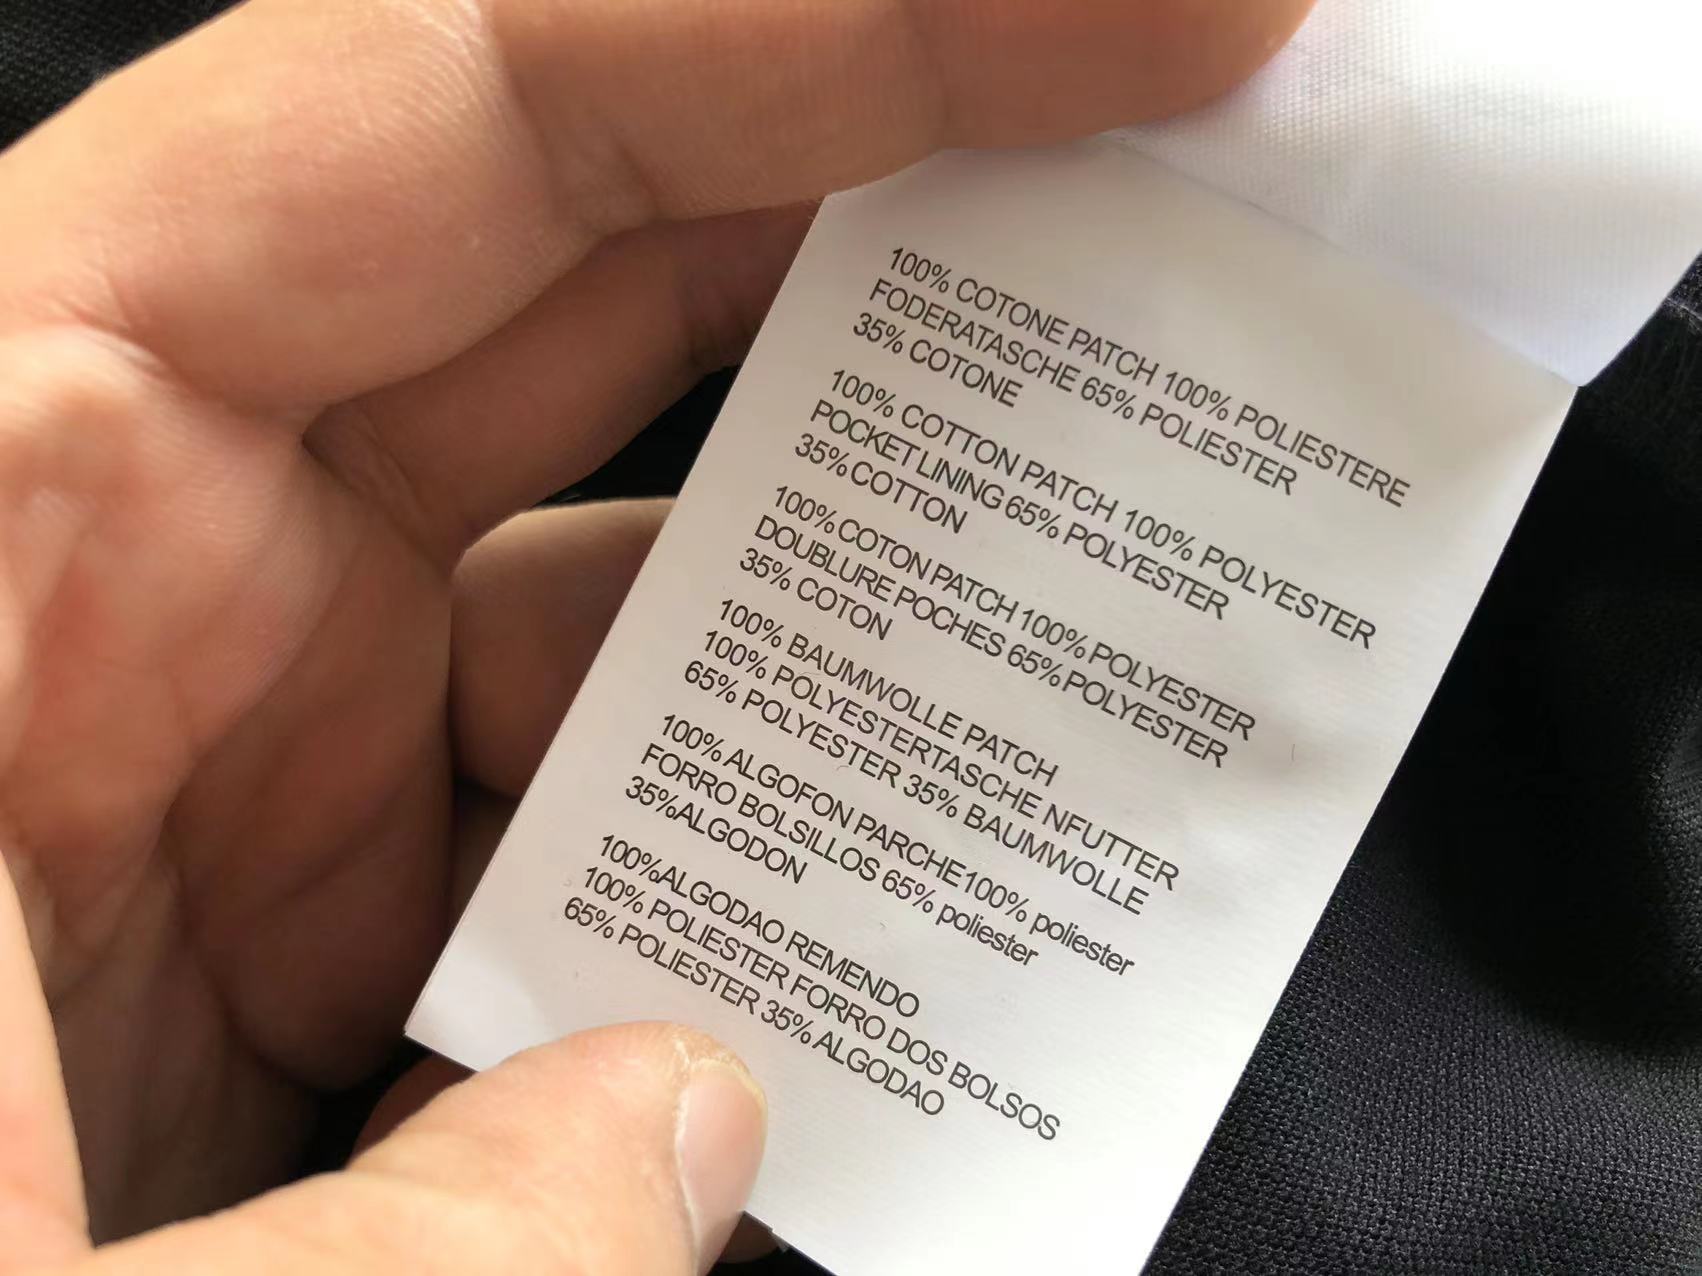 100% COTONE PATCH 100% POLIESTERE
FODERATASCHE 65% POLIESTER
35% COTONE
100% COTTON PATCH 100% POLYESTER
POCKETLINING 65% POLYESTER
35% COTTON
100% COTON PATCH 100% POLYESTER
DOUBLURE POCHES 65% POLYESTER
35% COTON
100% BAUMWOLLE PATCH
100% POLYESTERTASCHE NFUTTER
65% POLYESTER 35% BAUMWOLLE
100% ALGOFON PARCHE100% poliester
FORRO BOLSILLOS 65% poliester
35%ALGODON
100%ALGODAO REMENDO
100% POLIESTER FORRO DOS BOLSOS
65% POLIESTER 35% ALGODAO